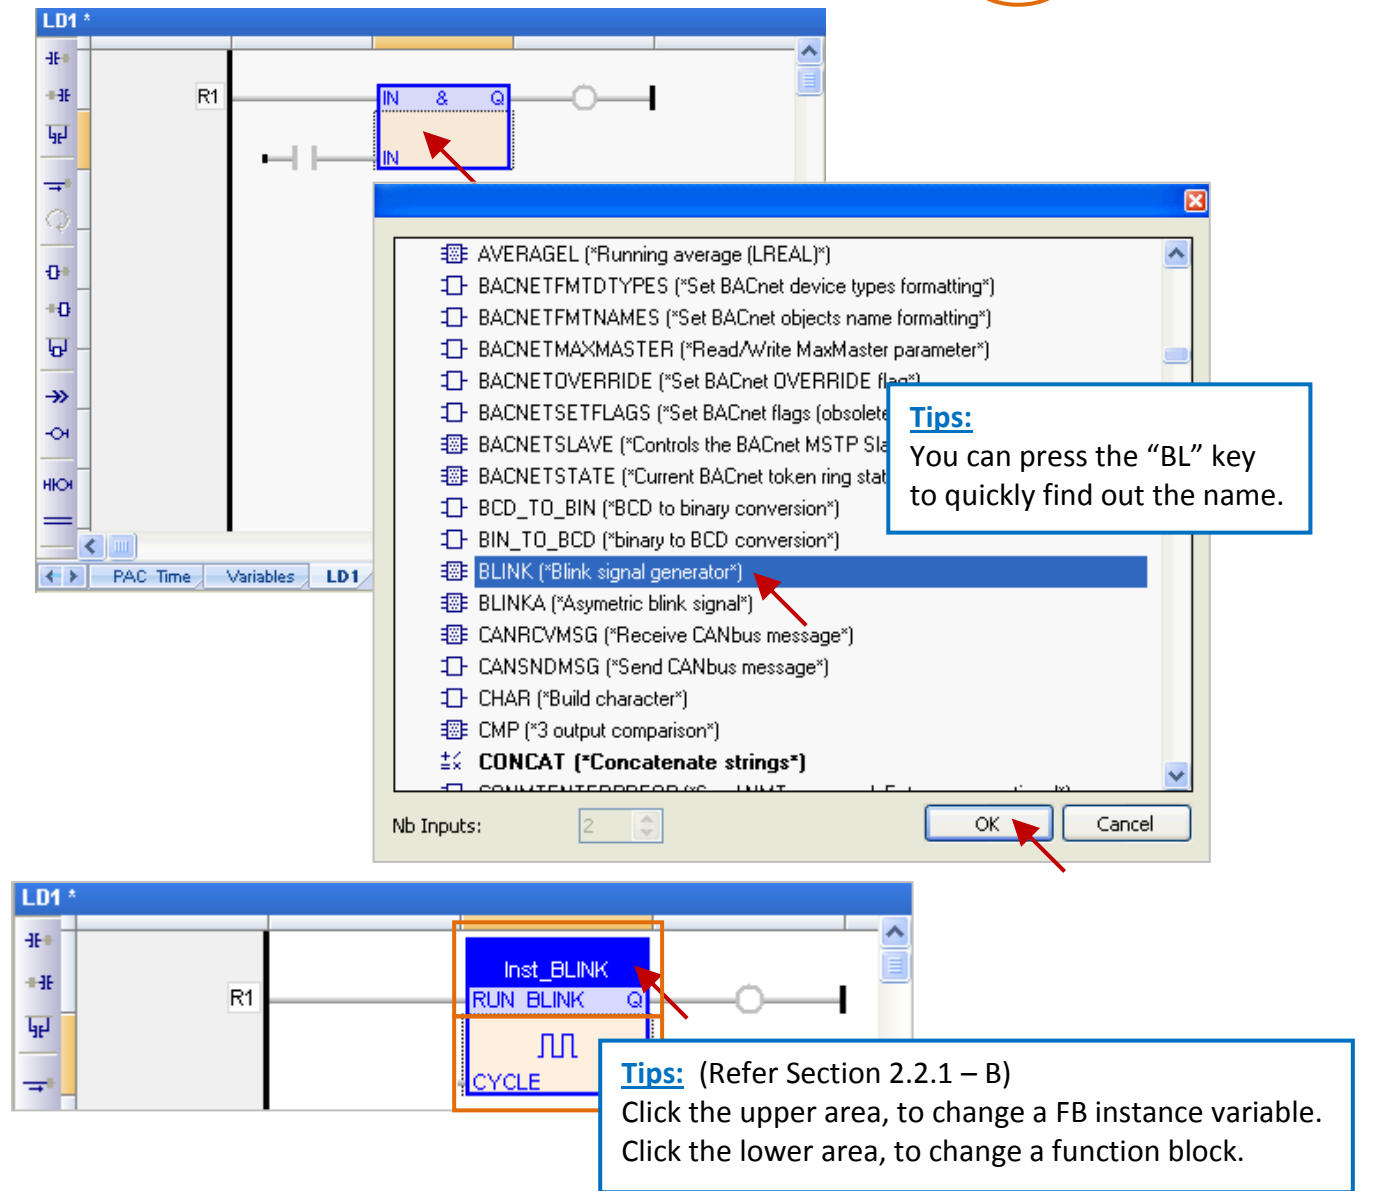 LD1 *
R1
IN & Q
IN
AVERAGEL (*Running average (LREAL)*)
BACNETFMTDTYPES (*Set BACnet device types formatting*)
BACNETFMTNAMES (*Set BACnet objects name formatting*)
BACNETMAXMASTER (*Read/Write MaxMaster parameter*)
BACNETOVERRIDE (*Set BACnet OVERRIDE flag*)
BACNETSETFLAGS (*Set BACnet flags (obsolete
BACNETSLAVE (*Controls the BACnet MSTP Sla
BACNETSTATE (*Current BACnet token ring stat
BCD_TO_BIN (*BCD to binary conversion*)
BIN_TO_BCD (*binary to BCD conversion*)
BLINK (*Blink signal generator*)
BLINKA (*Asymetric blink signal*)
CANRCVMSG (*Receive CANbus message*)
CANSNDMSG (*Send CANbus message*)
CHAR (*Build character*)
CMP (*3 output comparison*)
CONCAT (*Concatenate strings*)
Tips:
You can press the “BL” key
to quickly find out the name.
PAC Time Variables LD1
Nb Inputs: 2 OK Cancel
LD1 *
R1
Inst_BLINK
RUN BLINK Q
CYCLE
Tips: (Refer Section 2.2.1 – B)
Click the upper area, to change a FB instance variable.
Click the lower area, to change a function block.